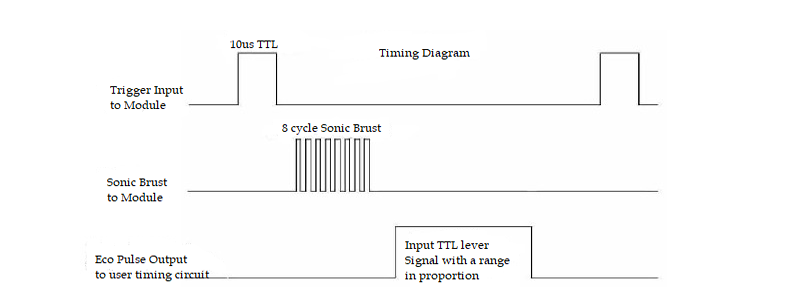 10us TTL
Timing Diagram
Trigger Input
to Module
8 cycle Sonic Brust
Sonic Brust
to Module
Eco Pulse Output
to user timing circuit
Input TTL lever
Signal with a range
in proportion